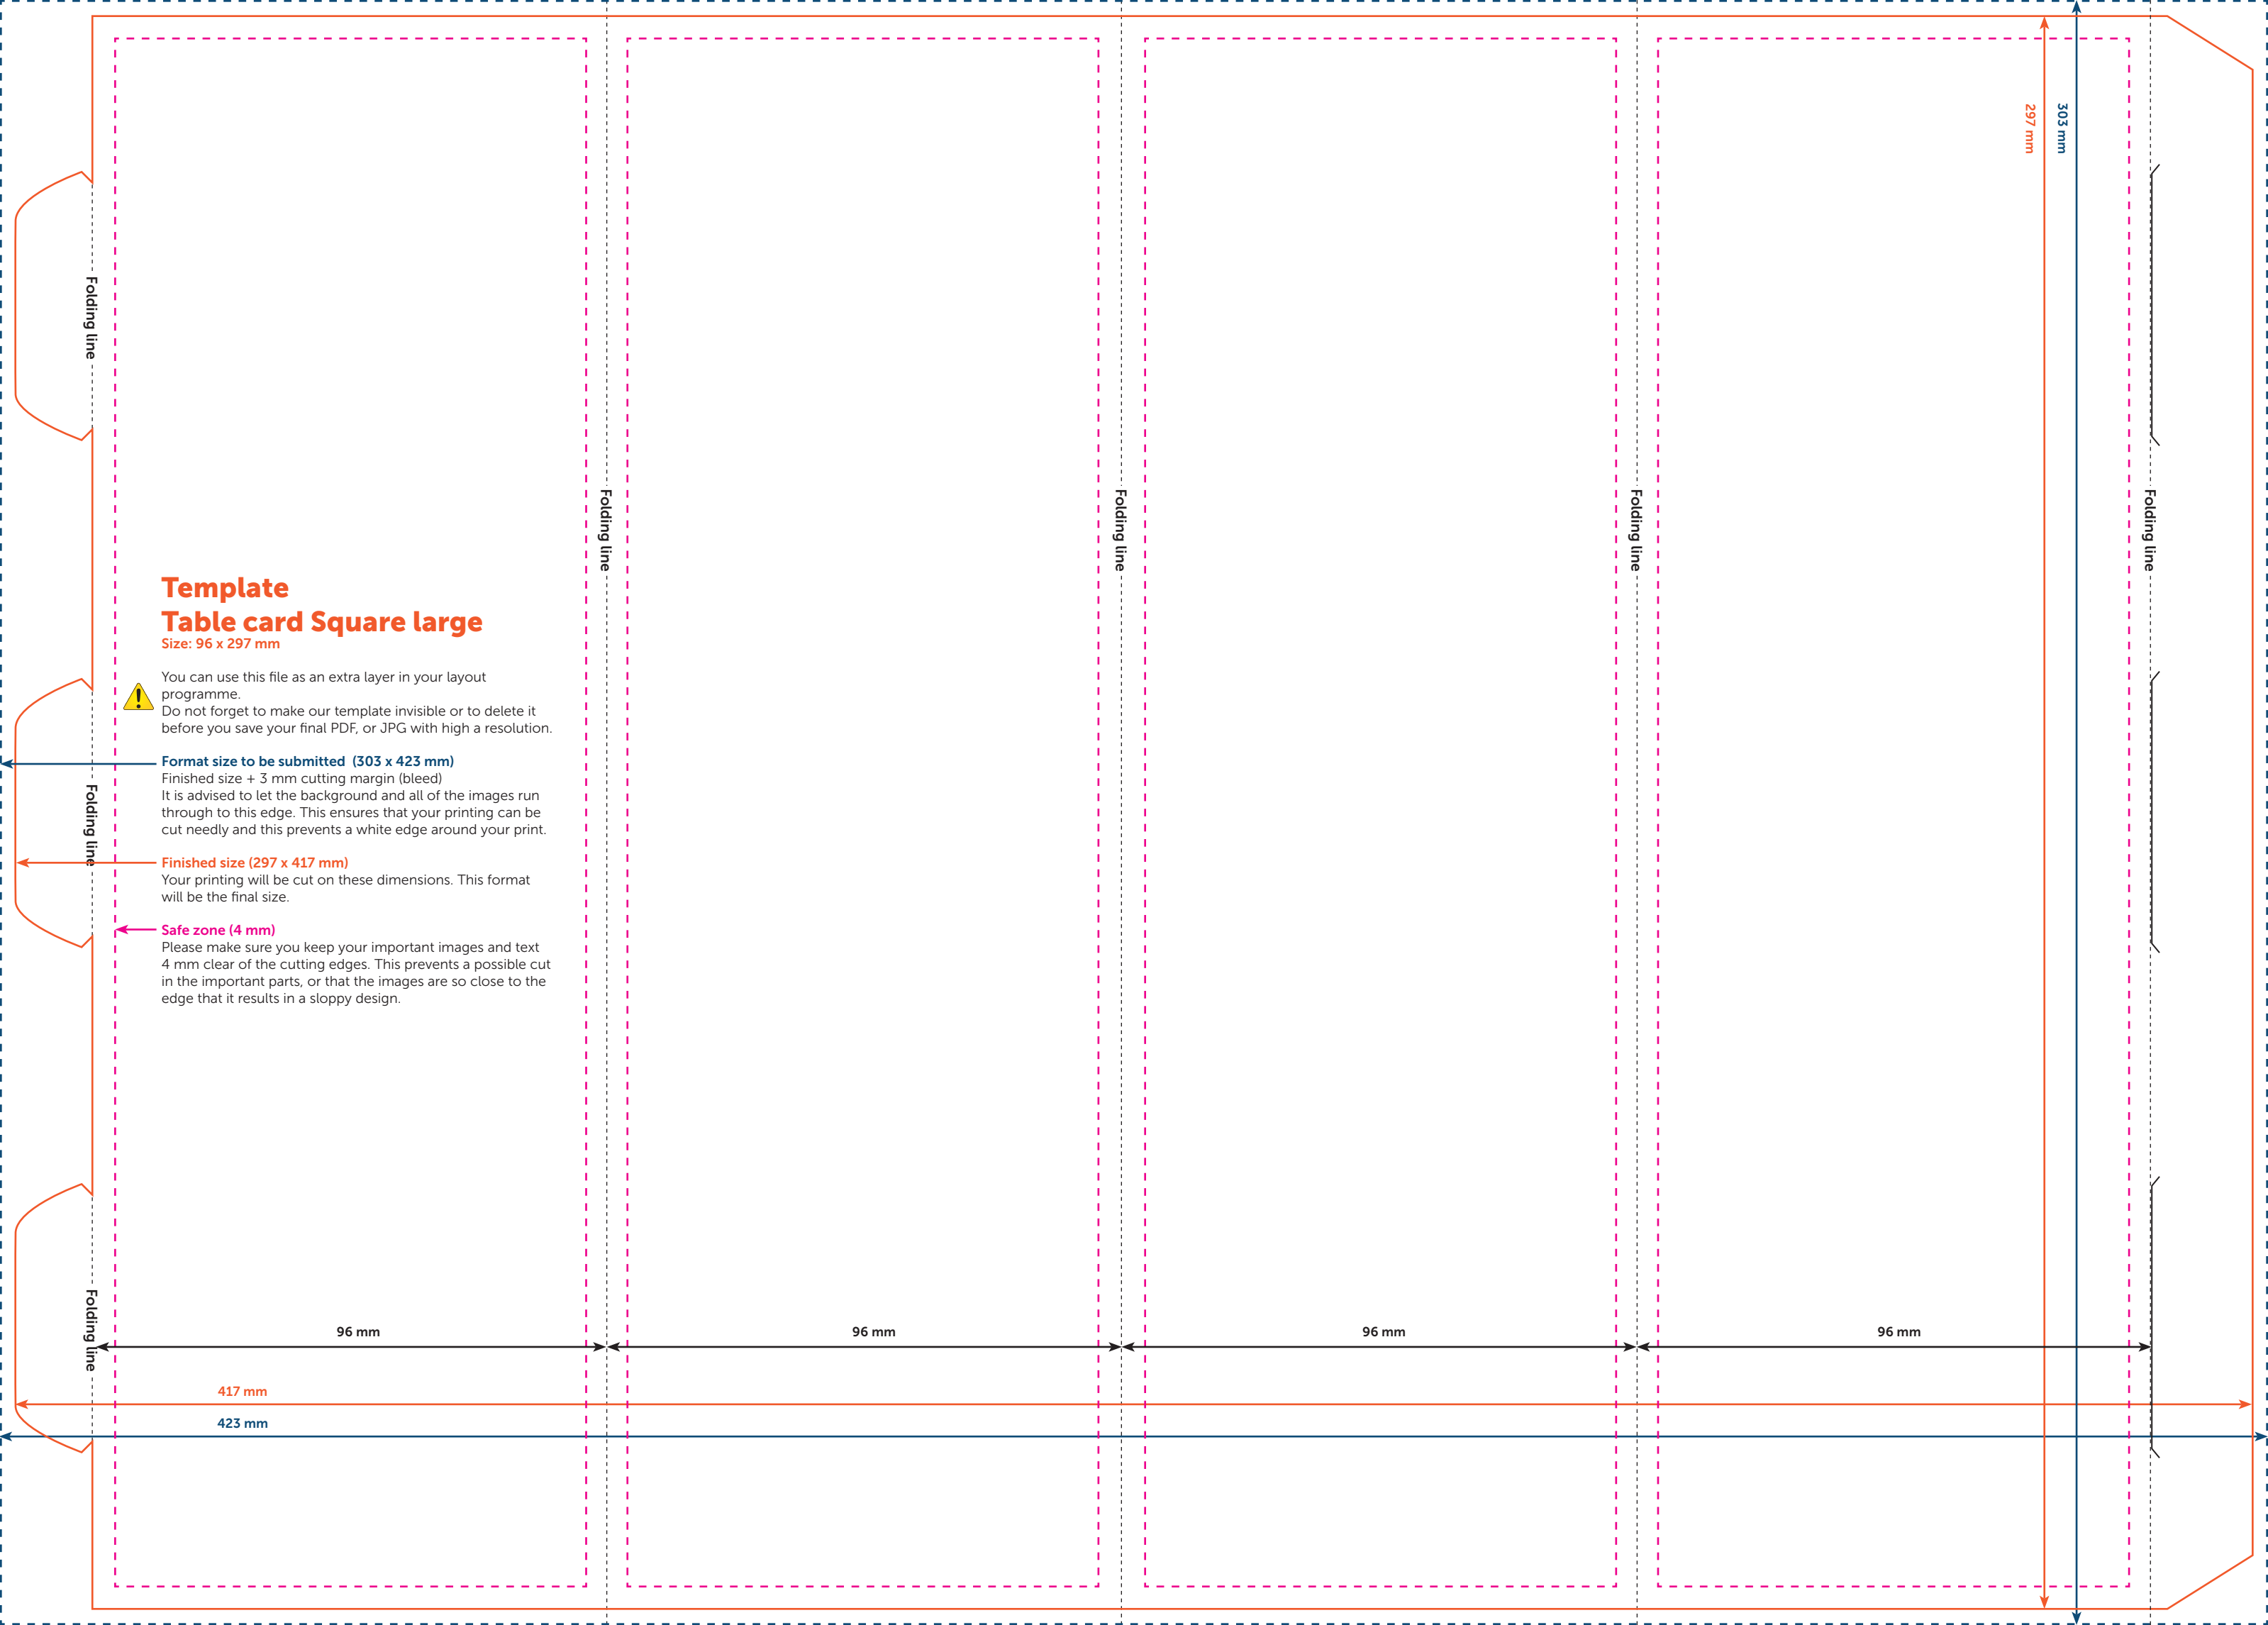 297 mm
303 mm
Folding line
Folding line
Folding line
Folding line
Folding line
Template
Table card Square large
Size: 96 x 297 mm
You can use this file as an extra layer in your layout
programme.
Do not forget to make our template invisible or to delete it
before you save your final PDF, or JPG with high a resolution.
Format size to be submitted  (303 x 423 mm)
Finished size + 3 mm cutting margin (bleed)
It is advised to let the background and all of the images run
through to this edge. This ensures that your printing can be
cut needly and this prevents a white edge around your print.
Folding line
Finished size (297 x 417 mm)
Your printing will be cut on these dimensions. This format
will be the final size.
Safe zone (4 mm)
Please make sure you keep your important images and text
4 mm clear of the cutting edges. This prevents a possible cut
in the important parts, or that the images are so close to the
edge that it results in a sloppy design.
Folding line
96 mm
96 mm
96 mm
96 mm
417 mm
423 mm